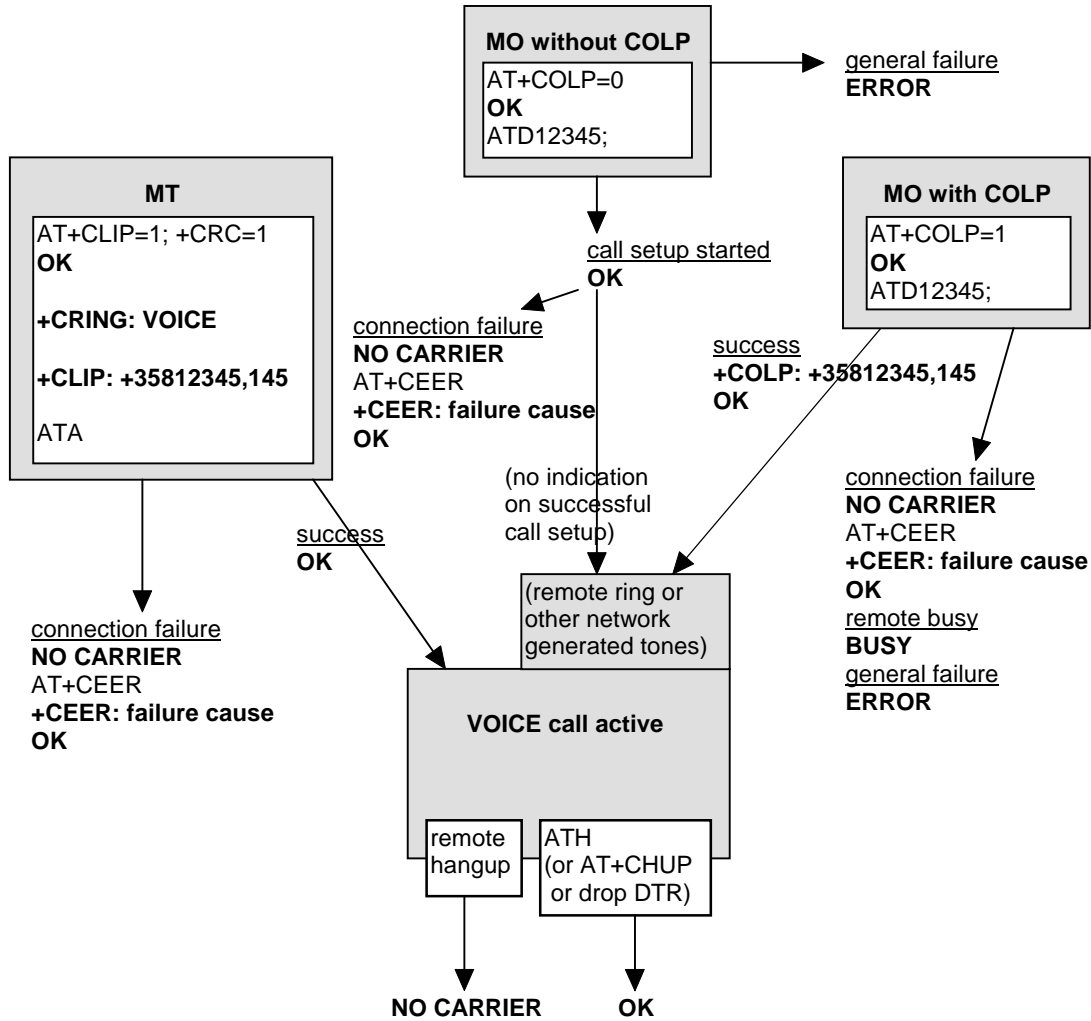 MO without COLP
AT+COLP=0
OK
ATD12345;
general failure
ERROR
MT
AT+CLIP=1; +CRC=1
OK
+CRING: VOICE
+CLIP: +35812345,145
ATA
MO with COLP
AT+COLP=1
OK
ATD12345;
call setup started
OK
connection failure
NO CARRIER
AT+CEER
+CEER: failure cause
OK
success
+COLP: +35812345,145
OK
(no indication
on successful
call setup)
success
OK
connection failure
NO CARRIER
AT+CEER
+CEER: failure cause
OK
remote busy
BUSY
general failure
ERROR
connection failure
NO CARRIER
AT+CEER
+CEER: failure cause
OK
(remote ring or
other network
generated tones)
VOICE call active
remote
hangup
ATH
(or AT+CHUP
or drop DTR)
NO CARRIER
OK